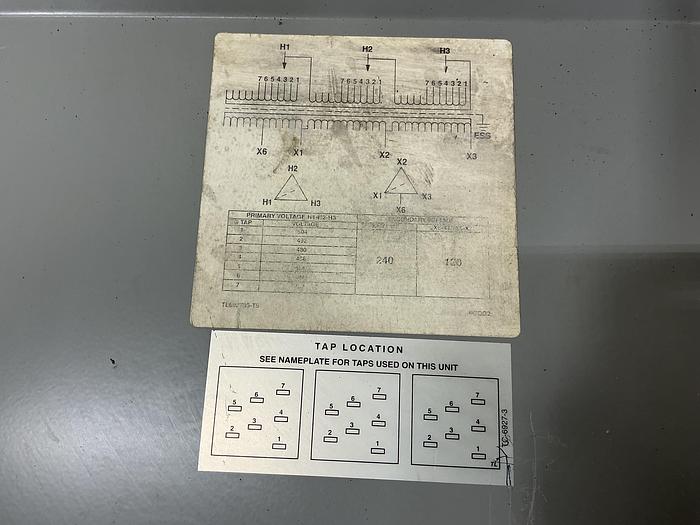 H1 H2 H3
7 6 5 4 3 2 1 7 6 5 4 3 2 1 7 6 5 4 3 2 1
ESS
X6 X1 X2 X3
H2
H1 H3
X2
X1 X3
X6
PRIMARY VOLTAGE H1-H2-H3
TAP VOLTAGE
1 504
2 492
3 480
4
5
6
7
240 120
TAP LOCATION
SEE NAMEPLATE FOR TAPS USED ON THIS UNIT
7 7 7
6 6 6
5 5 5
4 4 4
3 3 3
2 2 2
1 1 1
TL
CC-6927-3